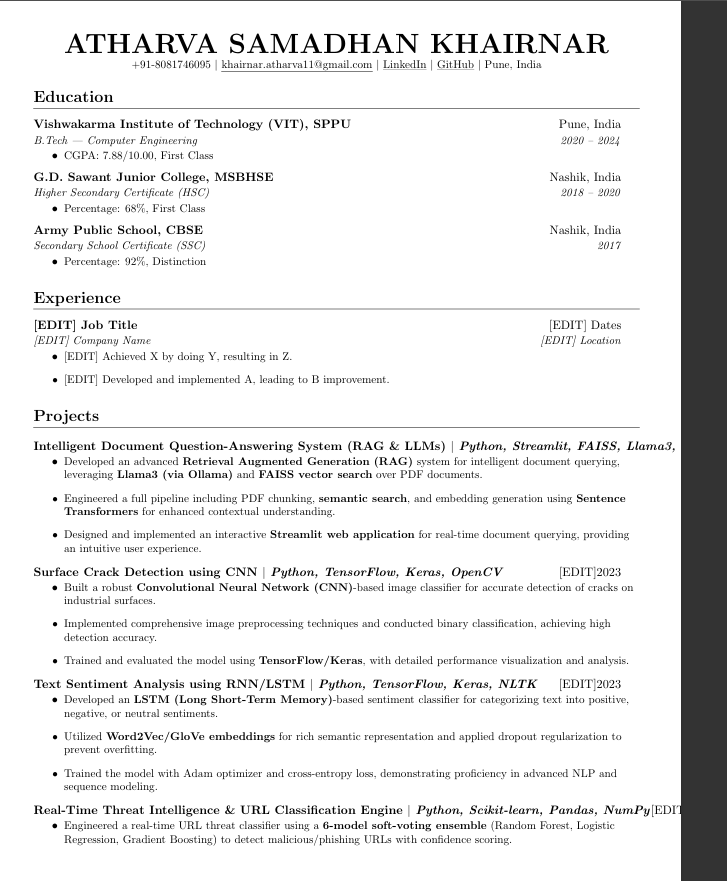 ATHARVA SAMADHAN KHAIRNAR
+91-8081746095 | khairnar.atharva11@gmail.com | LinkedIn | GitHub | Pune, India
Education
Vishwakarma Institute of Technology (VIT), SPPU Pune, India
B.Tech — Computer Engineering 2020 – 2024
• CGPA: 7.88/10.00, First Class
G.D. Sawant Junior College, MSBHSE Nashik, India
Higher Secondary Certificate (HSC) 2018 – 2020
• Percentage: 68%, First Class
Army Public School, CBSE Nashik, India
Secondary School Certificate (SSC) 2017
• Percentage: 92%, Distinction
Experience
[EDIT] Job Title [EDIT] Dates
[EDIT] Company Name [EDIT] Location
• [EDIT] Achieved X by doing Y, resulting in Z.
• [EDIT] Developed and implemented A, leading to B improvement.
Projects
Intelligent Document Question-Answering System (RAG & LLMs) | Python, Streamlit, FAISS, Llama3,
• Developed an advanced Retrieval Augmented Generation (RAG) system for intelligent document querying,
leveraging Llama3 (via Ollama) and FAISS vector search over PDF documents.
• Engineered a full pipeline including PDF chunking, semantic search, and embedding generation using Sentence
Transformers for enhanced contextual understanding.
• Designed and implemented an interactive Streamlit web application for real-time document querying, providing
an intuitive user experience.
Surface Crack Detection using CNN | Python, TensorFlow, Keras, OpenCV [EDIT]2023
• Built a robust Convolutional Neural Network (CNN)-based image classifier for accurate detection of cracks on
industrial surfaces.
• Implemented comprehensive image preprocessing techniques and conducted binary classification, achieving high
detection accuracy.
• Trained and evaluated the model using TensorFlow/Keras, with detailed performance visualization and analysis.
Text Sentiment Analysis using RNN/LSTM | Python, TensorFlow, Keras, NLTK [EDIT]2023
• Developed an LSTM (Long Short-Term Memory)-based sentiment classifier for categorizing text into positive,
negative, or neutral sentiments.
• Utilized Word2Vec/GloVe embeddings for rich semantic representation and applied dropout regularization to
prevent overfitting.
• Trained the model with Adam optimizer and cross-entropy loss, demonstrating proficiency in advanced NLP and
sequence modeling.
Real-Time Threat Intelligence & URL Classification Engine | Python, Scikit-learn, Pandas, NumPy[EDIT
• Engineered a real-time URL threat classifier using a 6-model soft-voting ensemble (Random Forest, Logistic
Regression, Gradient Boosting) to detect malicious/phishing URLs with confidence scoring.